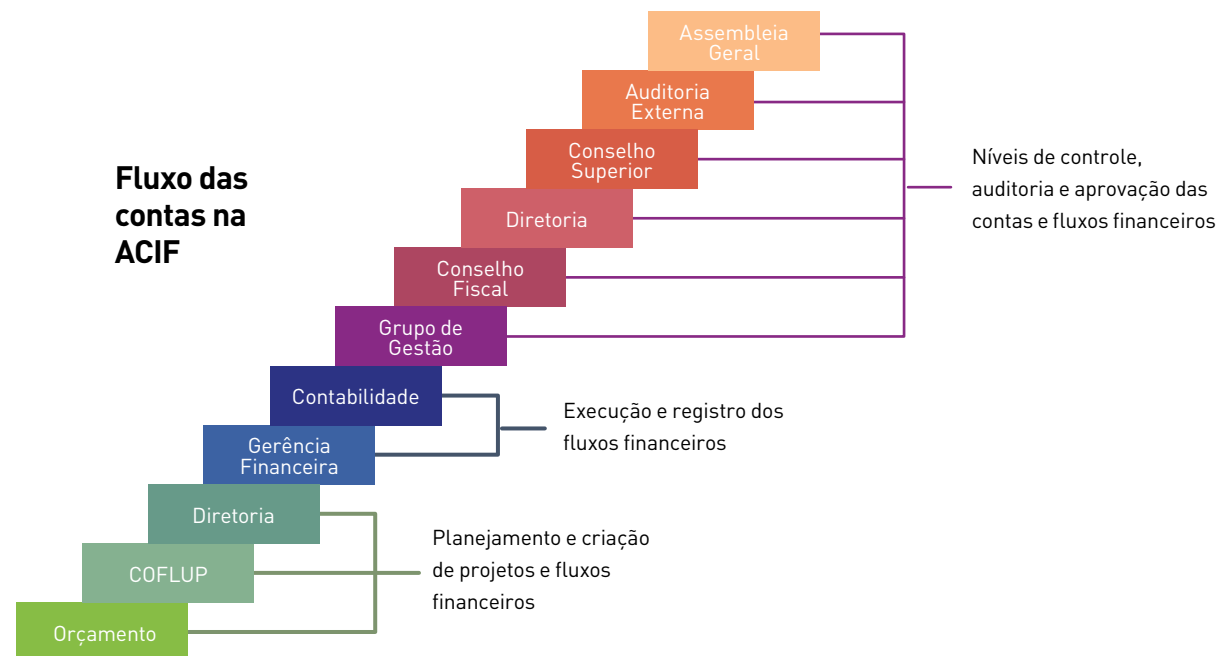 Fluxo das
contas na
ACIF
Assembleia
Geral
Auditoria
Externa
Conselho
Superior
Diretoria
Conselho
Fiscal
Grupo de
Gestão
Níveis de controle,
auditoria e aprovação das
contas e fluxos financeiros
Contabilidade
Gerência
Financeira
Execução e registro dos
fluxos financeiros
Diretoria
COFLUP
Orçamento
Planejamento e criação
de projetos e fluxos
financeiros